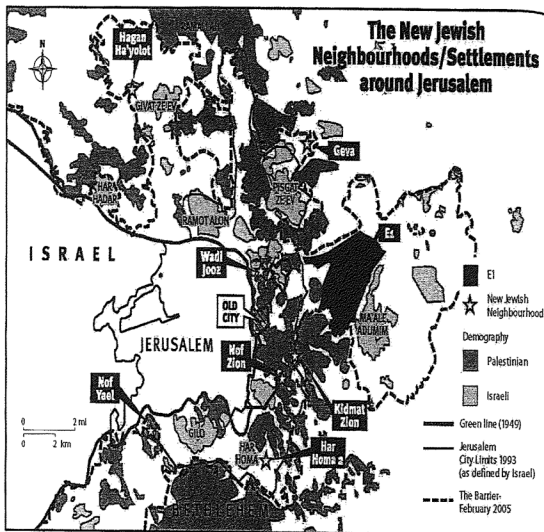 The New Jewish
Neighbourhoods/Settlements
around Jerusalem
N
Hagan
Ha'yolot
GIVAT ZE'EV
Geva
PISGAT
ZE'EV
HAR
HADAR
RAMOT ALON
E1
ISRAEL
Wadi
Jooz
OLD
CITY
JERUSALEM
MA'ALE
ADUMIM
Nof
Zion
Nof
Yael
Kidmat
Zion
GILO
HAR
HOMA
Har
Homa 2
BETHLEHEM
0 2 mi
0 2 km
E1
New Jewish
Neighbourhood
Demography
Palestinian
Israeli
Green line (1949)
Jerusalem
City Limits 1993
(as defined by Israel)
The Barrier-
February 2005